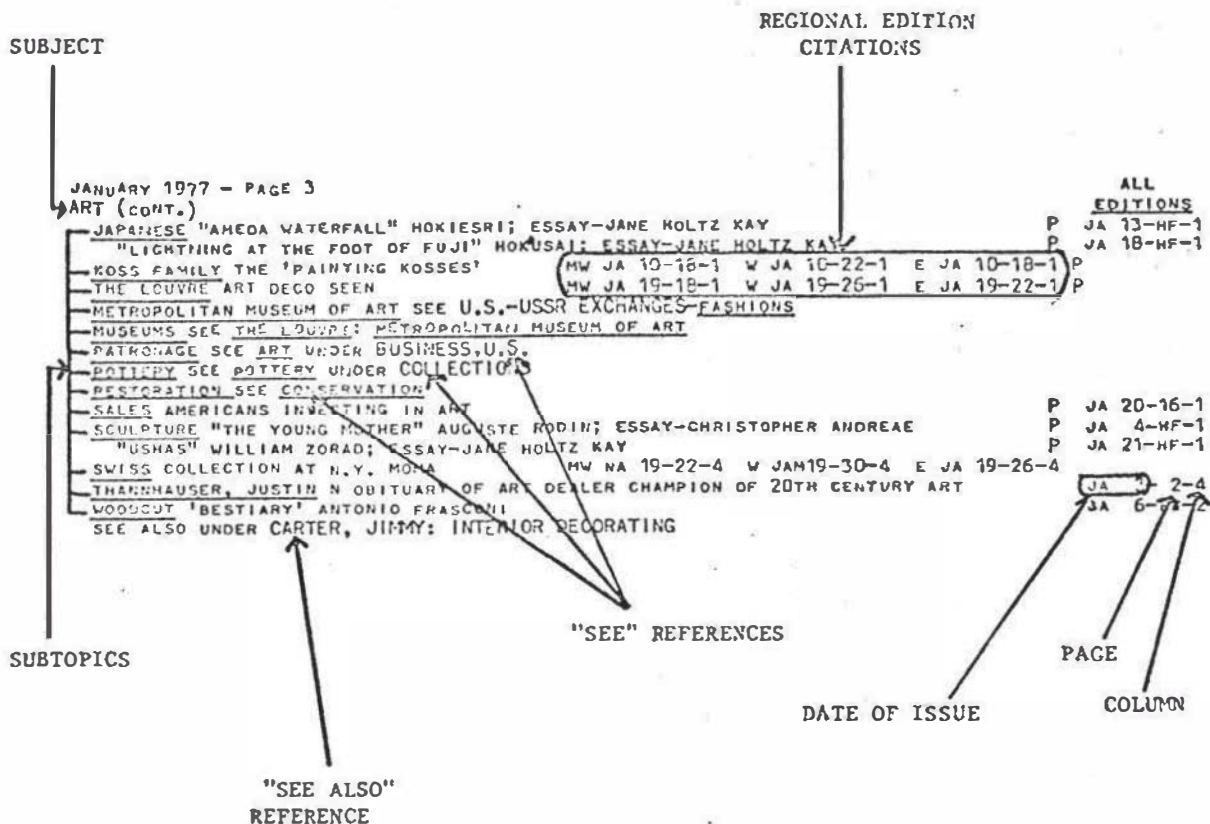 REGIONAL EDITION
CITATIONS
SUBJECT
JANUARY 1977 - PAGE 3
ALL
EDITIONS
ART (CONT.)
JAPANESE "AMEDA WATERFALL" HOKIESRI; ESSAY-JANE HOLTZ KAY P JA 13-HF-1
"LIGHTNING AT THE FOOT OF FUJI" HOKUSAI; ESSAY-JANE HOLTZ KAY P JA 18-HF-1
KOSS FAMILY THE 'PAINTING KOSSES' MW JA 10-18-1 W JA 10-22-1 E JA 10-18-1 P
THE LOUVRE ART DECO SEEN MW JA 19-18-1 W JA 19-26-1 E JA 19-22-1 P
METROPOLITAN MUSEUM OF ART SEE U.S.-USSR EXCHANGES-FASHIONS
MUSEUMS SEE THE LOUVRE; METROPOLITAN MUSEUM OF ART
PATRONAGE SEE ART UNDER BUSINESS,U.S.
POTTERY SEE POTTERY UNDER COLLECTIONS
RESTORATION SEE CONSERVATION
SALES AMERICANS INVESTING IN ART P JA 20-16-1
SCULPTURE "THE YOUNG MOTHER" AUGUSTE RODIN; ESSAY-CHRISTOPHER ANDREAE P JA 4-HF-1
"USHAS" WILLIAM ZORAD; ESSAY-JANE HOLTZ KAY P JA 21-HF-1
SWISS COLLECTION AT N.Y. MOMA MW NA 19-22-4 W JAM19-30-4 E JA 19-26-4
THANNHAUSER, JUSTIN N OBITUARY OF ART DEALER CHAMPION OF 20TH CENTURY ART JA 2-4
WOODCUT 'BESTIARY' ANTONIO FRASCONI JA
SEE ALSO UNDER CARTER, JIMMY: INTERIOR DECORATING
"SEE" REFERENCES
SUBTOPICS
PAGE
DATE OF ISSUE
COLUMN
"SEE ALSO"
REFERENCE